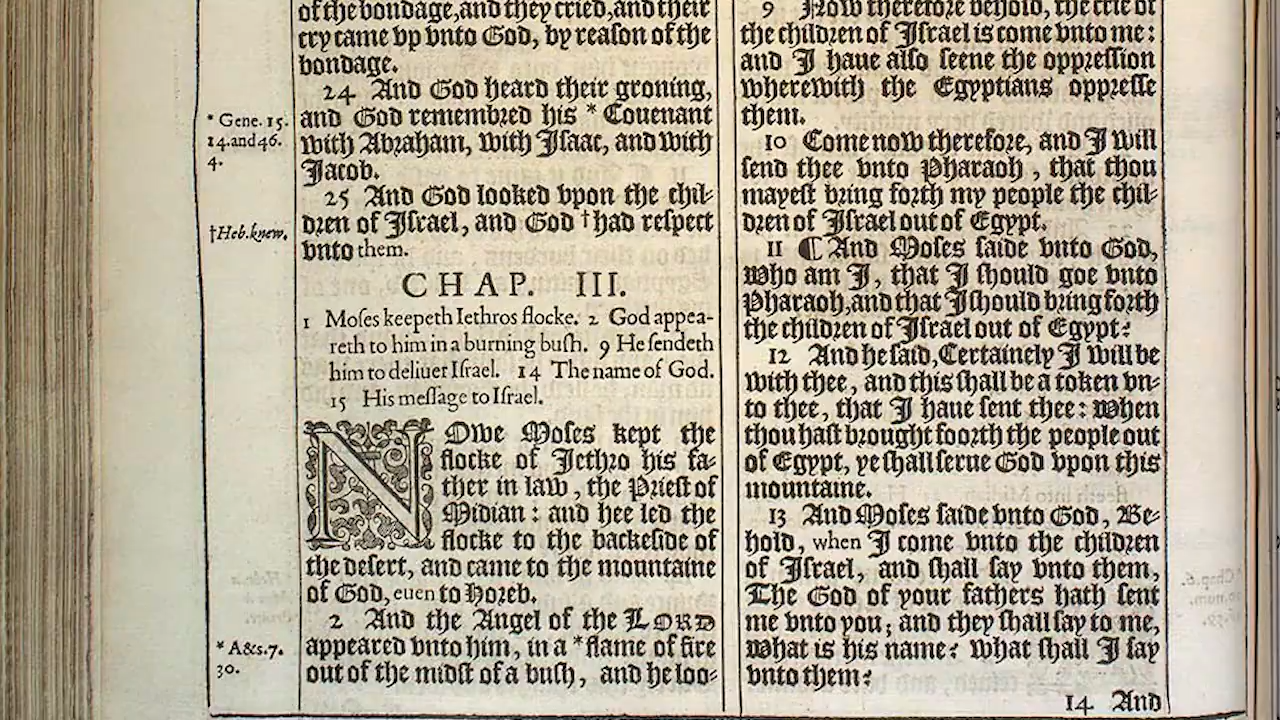 of the bondage, and they cried, and their
cry came vp vnto God, by reason of the
bondage.
24 And God heard their groning,
and God remembred his * Couenant
with Abraham, with Isaac, and with
Jacob.
25 And God looked vpon the chil-
dren of Israel, and God † had respect
vnto them.
* Gene. 15.
14. and 46.
4.
† Heb. knew.
CHAP. III.
1 Moses keepeth Iethros flocke. 2 God appea-
reth to him in a burning bush. 9 He sendeth
him to deliuer Israel. 14 The name of God.
15 His message to Israel.
NOwe Moses kept the
flocke of Jethro his fa-
ther in law, the Priest of
Midian: and hee led the
flocke to the backeside of
the desert, and came to the mountaine
of God, euen to Horeb.
2 And the Angel of the LORD
appeared vnto him, in a * flame of fire
out of the midst of a bush, and he loo-
* Acts. 7.
30.
9 Now therefore behold, the crie of
the children of Israel is come vnto me:
and I haue also seene the oppression
wherewith the Egyptians oppresse
them.
10 Come now therefore, and I will
send thee vnto Pharaoh, that thou
mayest bring forth my people the chil-
dren of Israel out of Egypt.
11 ¶ And Moses saide vnto God,
Who am I, that I should goe vnto
Pharaoh, and that I should bring forth
the children of Israel out of Egypt?
12 And he said, Certainely I will be
with thee, and this shall be a token vn-
to thee, that I haue sent thee: When
thou hast brought foorth the people out
of Egypt, ye shall serue God vpon this
mountaine.
13 And Moses saide vnto God, Be-
hold, when I come vnto the children
of Israel, and shall say vnto them,
The God of your fathers hath sent
me vnto you; and they shall say to me,
What is his name? what shall I say
vnto them?
14 And